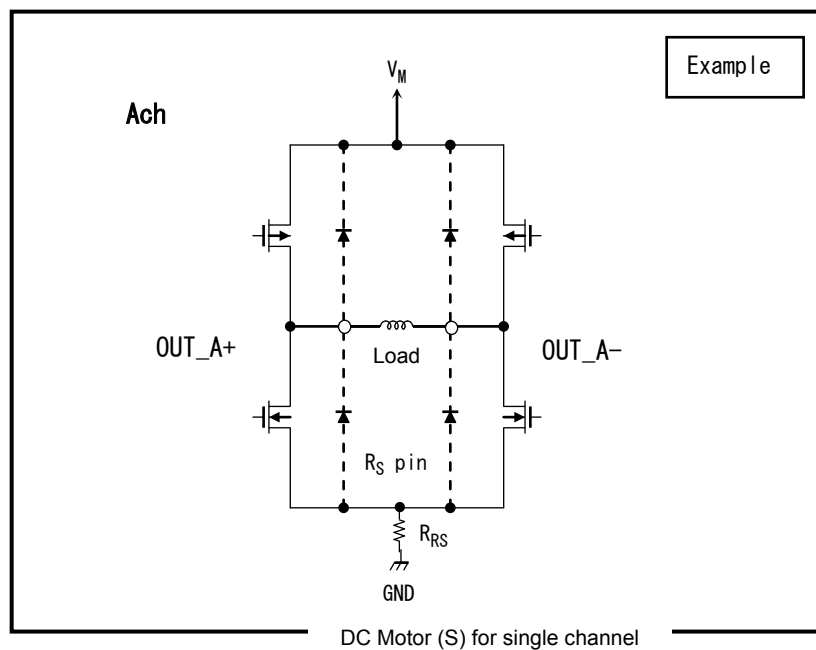 Example
V_M
Ach
OUT_A+
Load
OUT_A-
R_S pin
R_RS
GND
DC Motor (S) for single channel